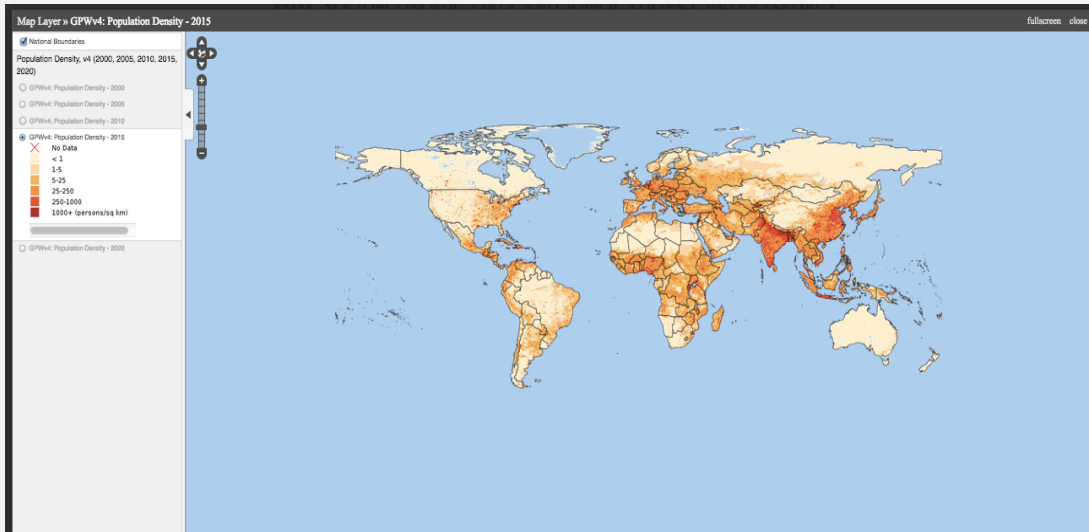 Map Layer » GPWv4: Population Density - 2015
fullscreen close
National Boundaries
Population Density, v4 (2000, 2005, 2010, 2015,
2020)
GPWv4: Population Density - 2000
GPWv4: Population Density - 2005
GPWv4: Population Density - 2010
GPWv4: Population Density - 2015
No Data
< 1
1-5
5-25
25-250
250-1000
1000+ (persons/sq km)
GPWv4: Population Density - 2020